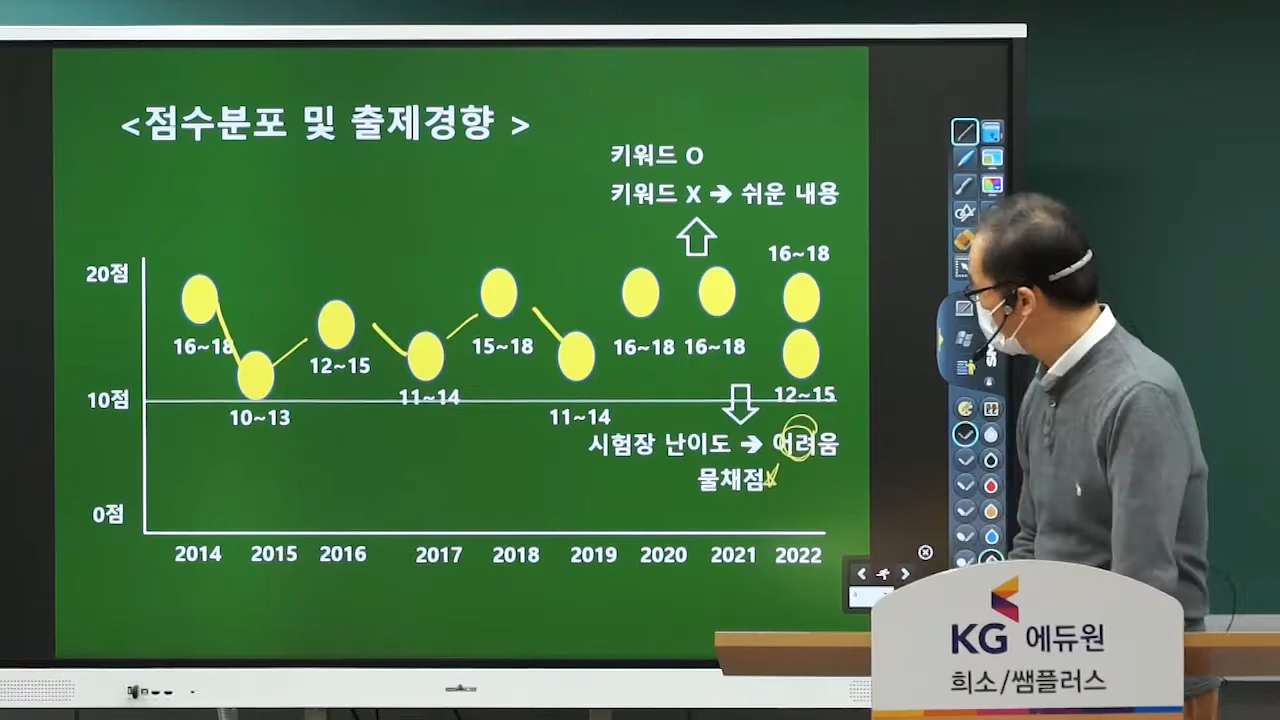 <점수분포 및 출제경향 >
키워드 O
키워드 X → 쉬운 내용
16~18
20점
16~18
12~15
15~18
16~18
16~18
11~14
10점
12~15
10~13
11~14
시험장 난이도 → 어려움
물채점
0점
2014
2015
2016
2017
2018
2019
2020
2021
2022
KG 에듀원
희소/쌤플러스